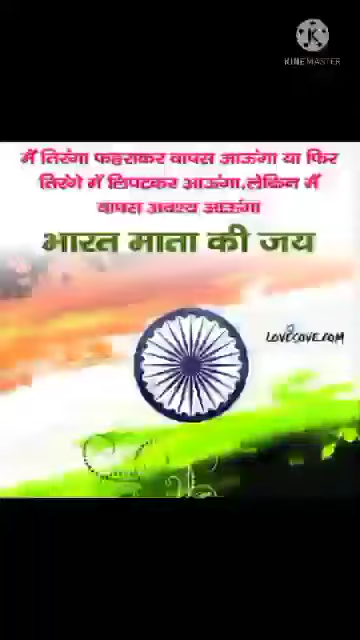 KINEMASTER
मैं तिरंगा फहराकर वापस आऊंगा या फिर
तिरंगे में लिपटकर आऊंगा,लेकिन मैं
वापस अवश्य आऊंगा
भारत माता की जय
LOVESOVE.COM